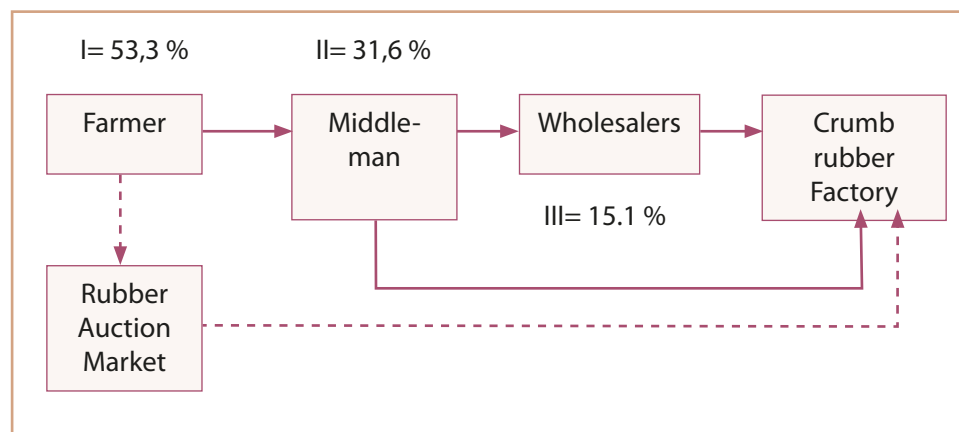 I= 53,3 %
II= 31,6 %
Farmer
Middle-
man
Wholesalers
Crumb
rubber
Factory
III= 15.1 %
Rubber
Auction
Market